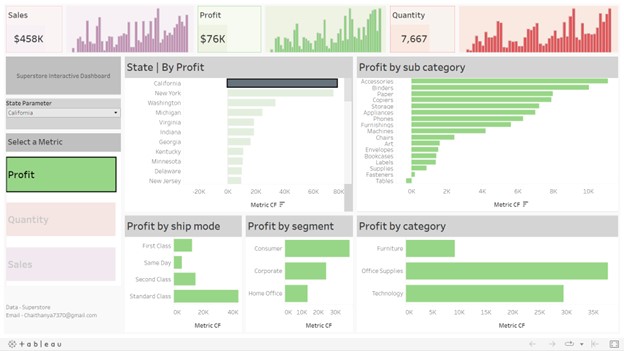 Sales
$458K
Profit
$76K
Quantity
7,667
Superstore Interactive Dashboard
State Parameter
California
Select a Metric
Profit
Quantity
Sales
Data - Superstore
Email - Chaithanya7370@gmail.com
State | By Profit
California
New York
Washington
Michigan
Virginia
Indiana
Georgia
Kentucky
Minnesota
Delaware
New Jersey
-20K 0K 20K 40K 60K 80K
Metric CF
Profit by sub category
Accessories
Binders
Paper
Copiers
Storage
Appliances
Phones
Furnishings
Machines
Chairs
Art
Envelopes
Bookcases
Labels
Supplies
Fasteners
Tables
0K 2K 4K 6K 8K 10K
Metric CF
Profit by ship mode
First Class
Same Day
Second Class
Standard Class
0K 20K 40K
Metric CF
Profit by segment
Consumer
Corporate
Home Office
0K 10K 20K 30K
Metric CF
Profit by category
Furniture
Office Supplies
Technology
0K 5K 10K 15K 20K 25K 30K 35K
Metric CF
+ableau